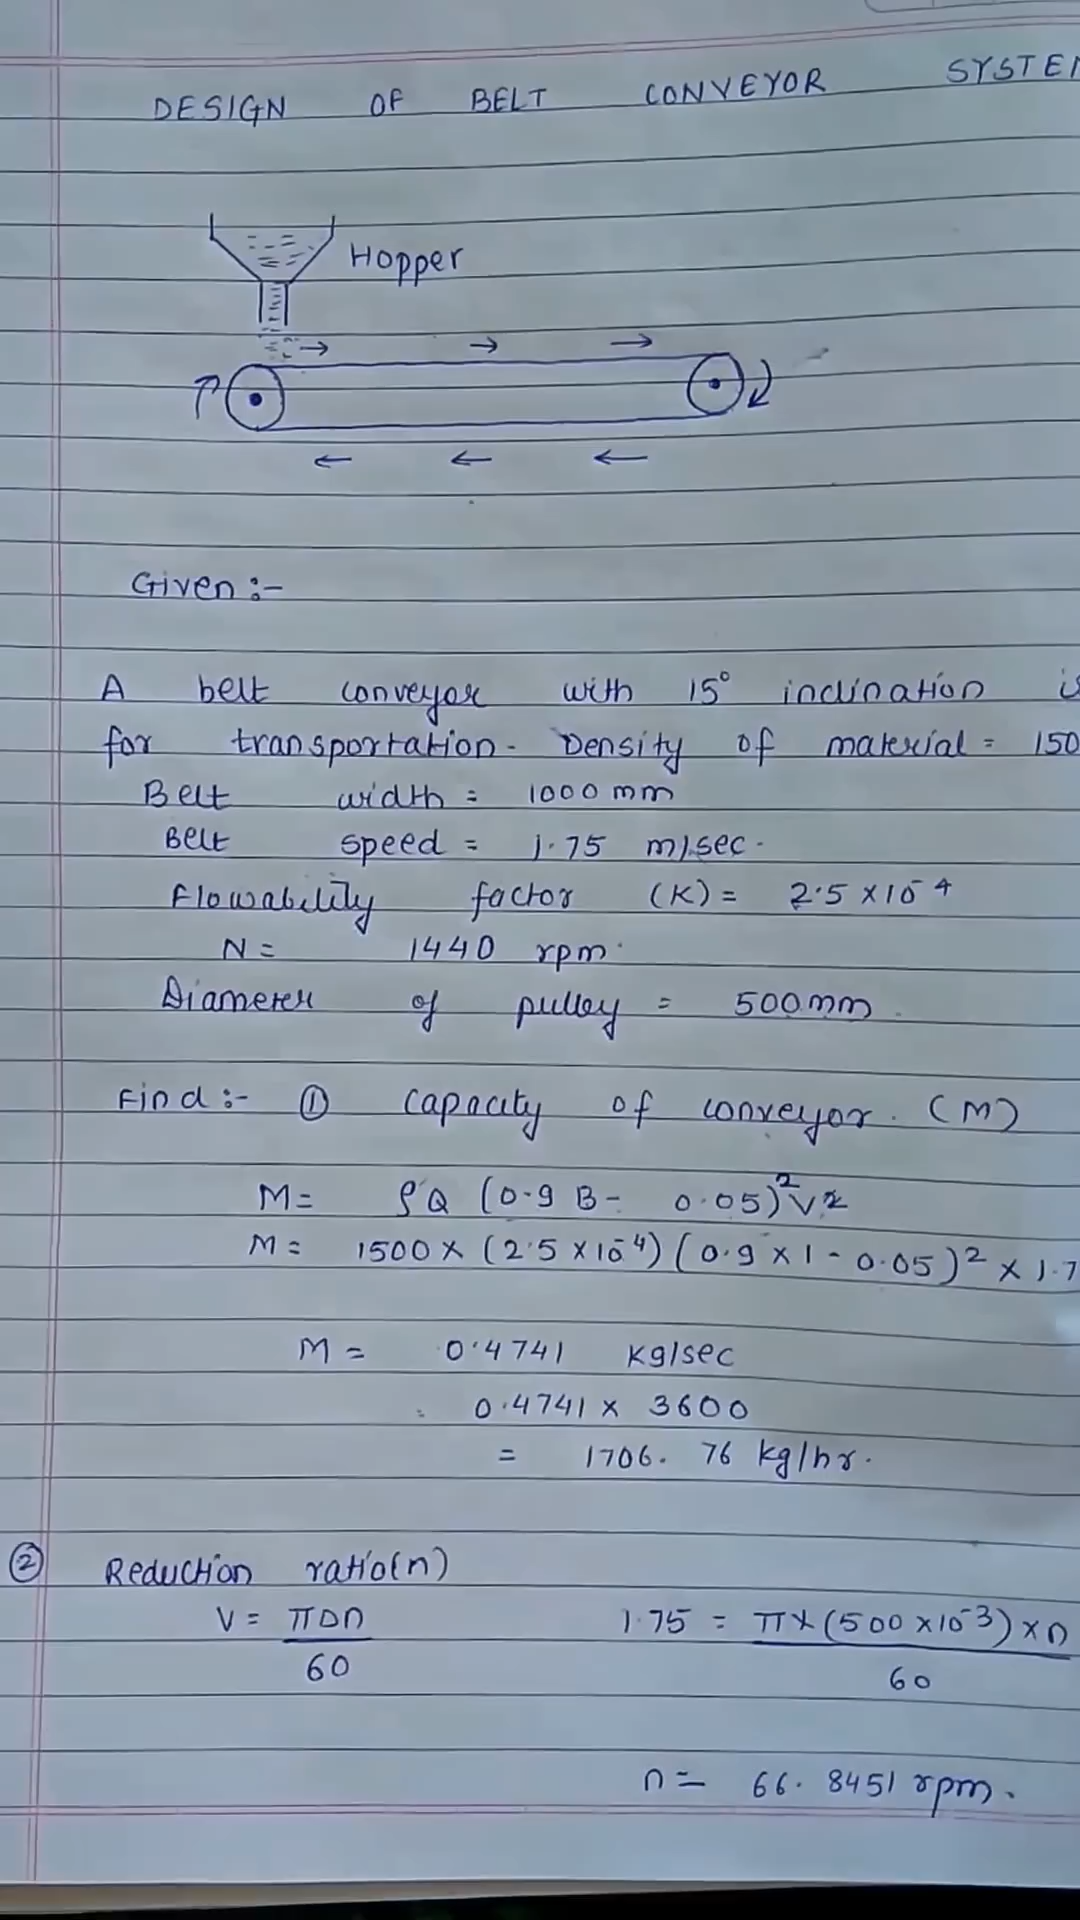 DESIGN OF BELT CONVEYOR SYSTE
Hopper
Given :-
A belt conveyor with 15° inclination is
for transportation. Density of material = 150
Belt width = 1000 mm
Belt speed = 1.75 m/sec.
Flowability factor (K) = 2.5 × 10⁻⁴
N = 1440 rpm.
Diameter of pulley = 500mm.
Find :- ① Capacity of conveyor. (M)
M = ρQ (0.9 B - 0.05)² V
M = 1500 × (2.5 × 10⁻⁴) (0.9 × 1 - 0.05)² × 1.7
M = 0.4741 kg/sec
= 0.4741 × 3600
= 1706. 76 kg/hr.
② Reduction ratio(n)
V = πDn / 60 1.75 = π × (500 × 10⁻³) × n / 60
n = 66. 8451 rpm.